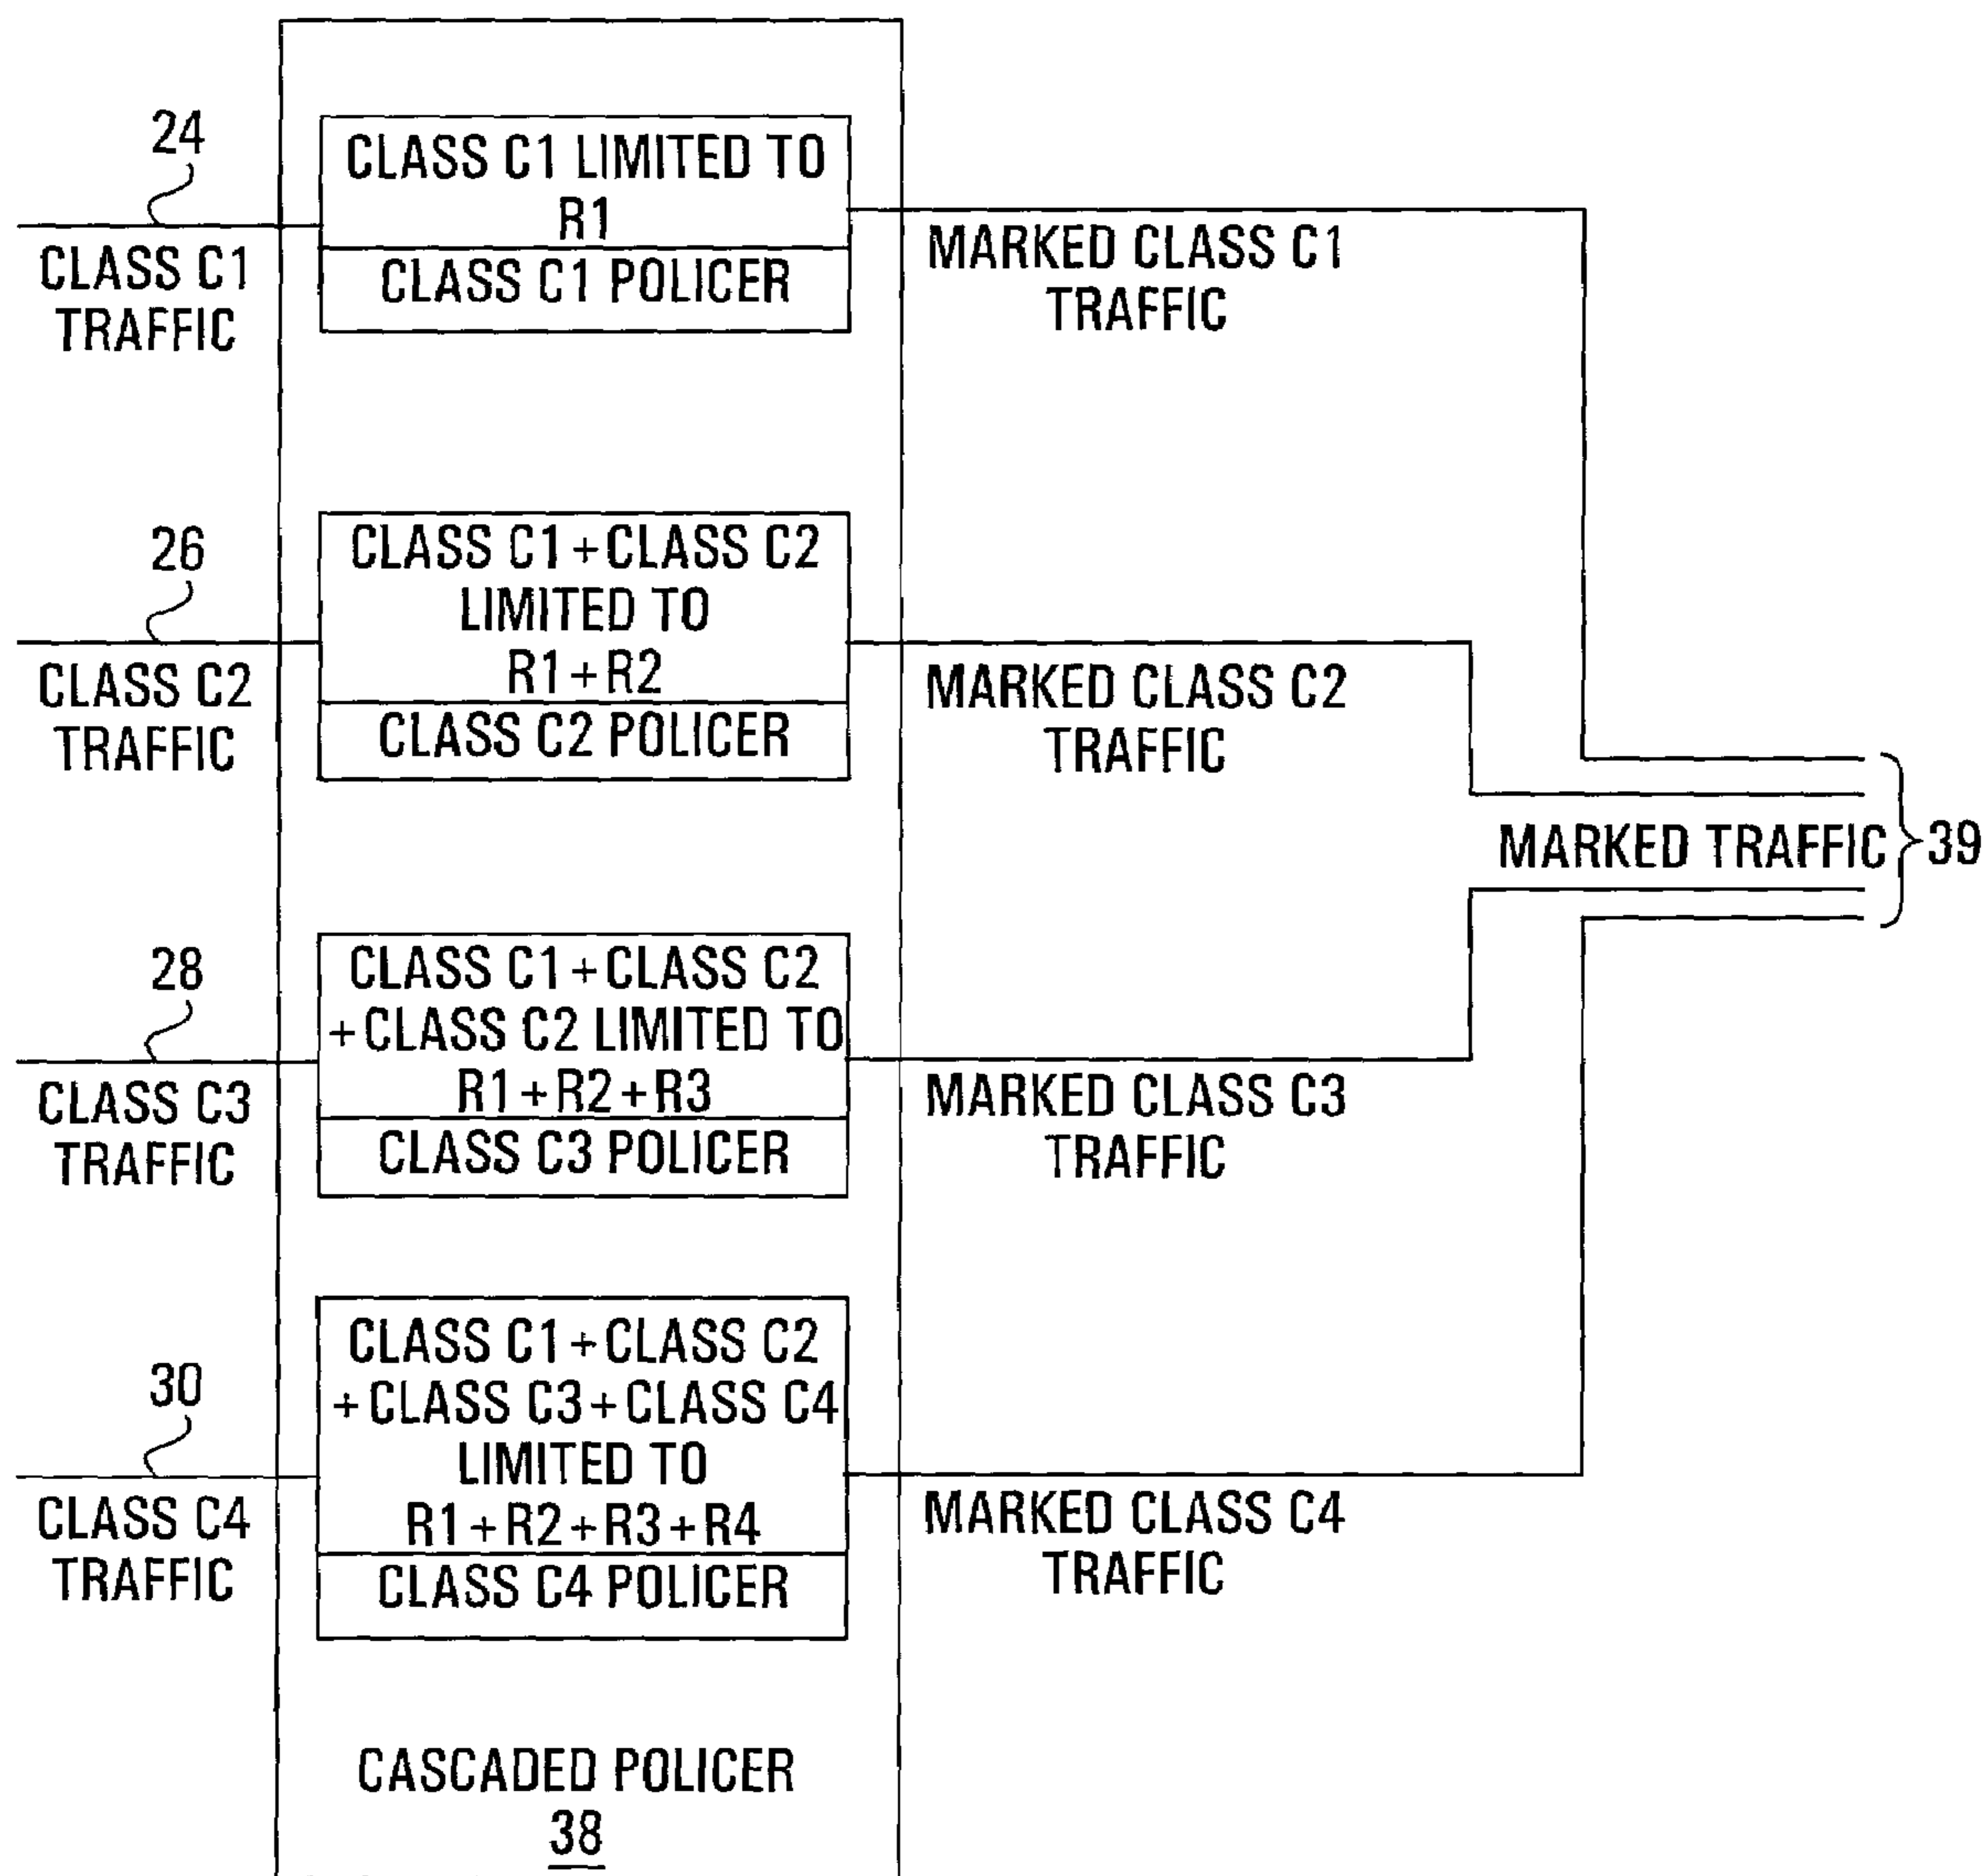 24
CLASS C1
TRAFFIC
CLASS C1 LIMITED TO
R1
CLASS C1 POLICER
MARKED CLASS C1
TRAFFIC
26
CLASS C2
TRAFFIC
CLASS C1+CLASS C2
LIMITED TO
R1+R2
CLASS C2 POLICER
MARKED CLASS C2
TRAFFIC
MARKED TRAFFIC
39
28
CLASS C3
TRAFFIC
CLASS C1+CLASS C2
+CLASS C2 LIMITED TO
R1+R2+R3
CLASS C3 POLICER
MARKED CLASS C3
TRAFFIC
30
CLASS C4
TRAFFIC
CLASS C1+CLASS C2
+CLASS C3+CLASS C4
LIMITED TO
R1+R2+R3+R4
CLASS C4 POLICER
MARKED CLASS C4
TRAFFIC
CASCADED POLICER
38